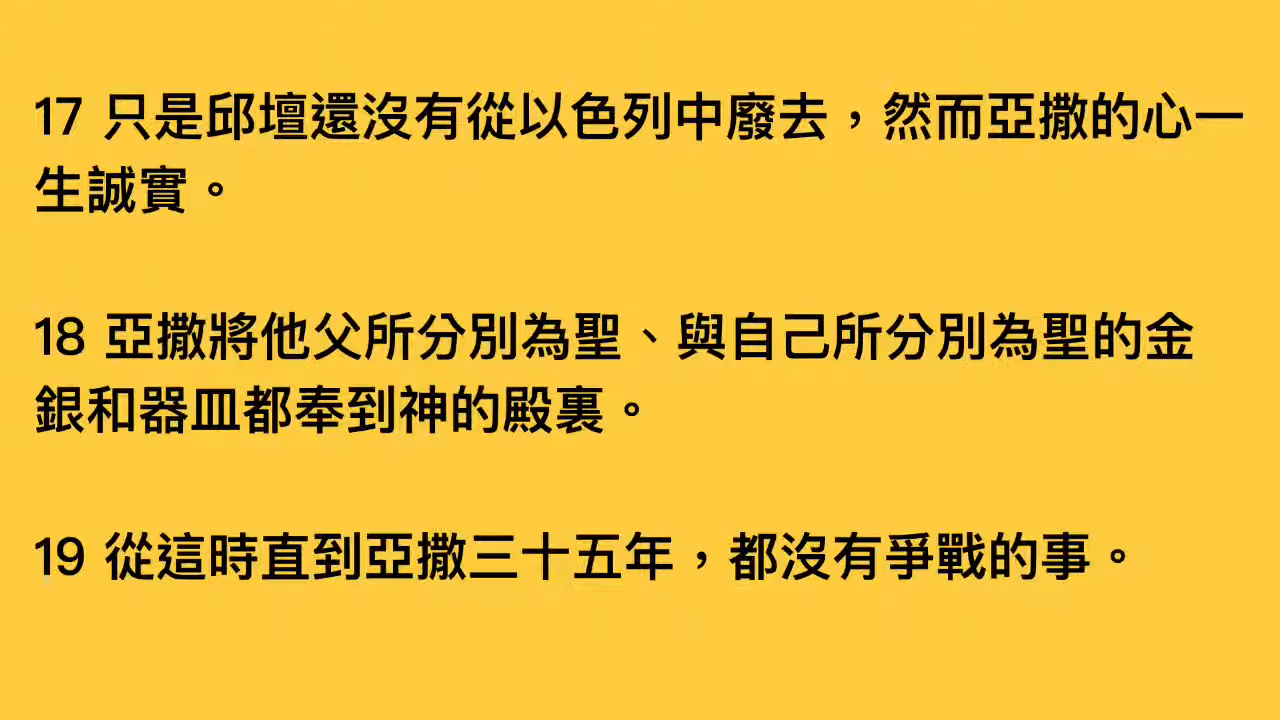 17 只是邱壇還沒有從以色列中廢去，然而亞撒的心一
生誠實。
18 亞撒將他父所分別為聖、與自己所分別為聖的金
銀和器皿都奉到神的殿裏。
19 從這時直到亞撒三十五年，都沒有爭戰的事。